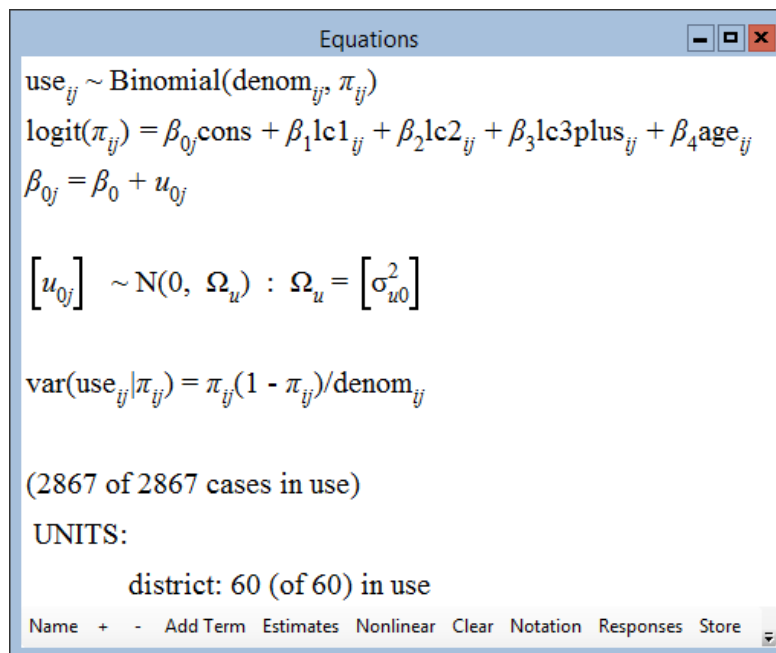 Equations
use_ij ~ Binomial(denom_ij, π_ij)
logit(π_ij) = β_0jcons + β_1lc1_ij + β_2lc2_ij + β_3lc3plus_ij + β_4age_ij
β_0j = β_0 + u_0j
[u_0j] ~ N(0, Ω_u) : Ω_u = [σ²_u0]
var(use_ij|π_ij) = π_ij(1 - π_ij)/denom_ij
(2867 of 2867 cases in use)
UNITS:
district: 60 (of 60) in use
Name + - Add Term Estimates Nonlinear Clear Notation Responses Store